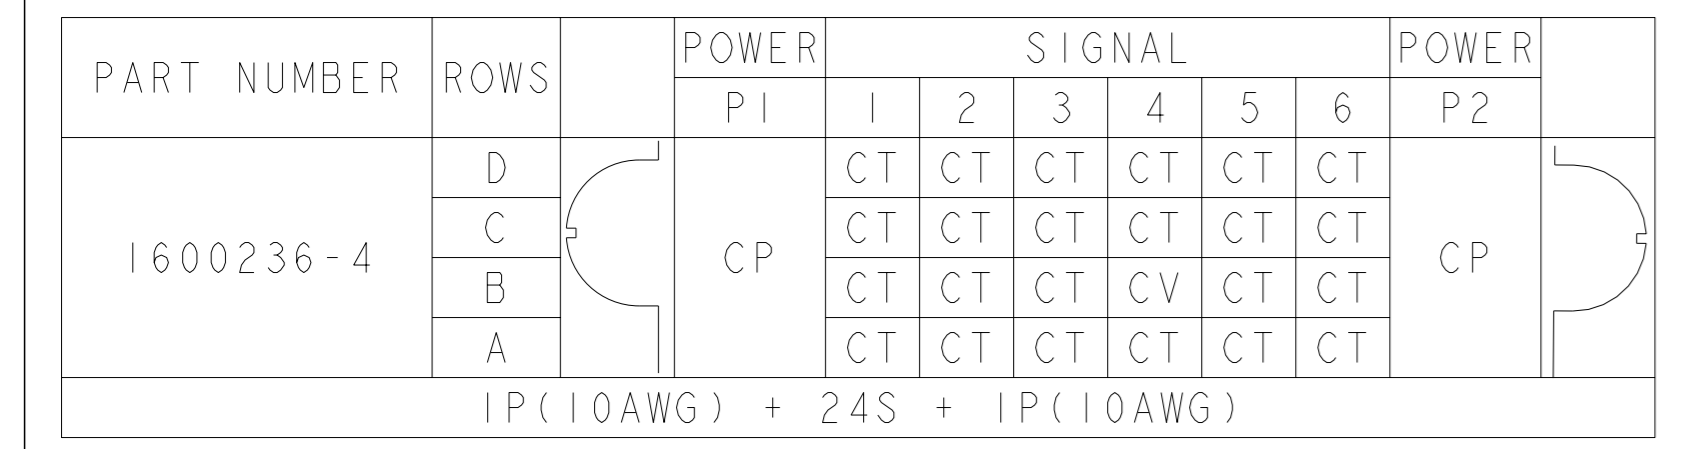 PART NUMBER ROWS POWER SIGNAL POWER
P1 1 2 3 4 5 6 P2
D CT CT CT CT CT CT
C CT CT CT CT CT CT
1600236-4 CP CP
B CT CT CT CV CT CT
A CT CT CT CT CT CT
1P(10AWG) + 24S + 1P(10AWG)